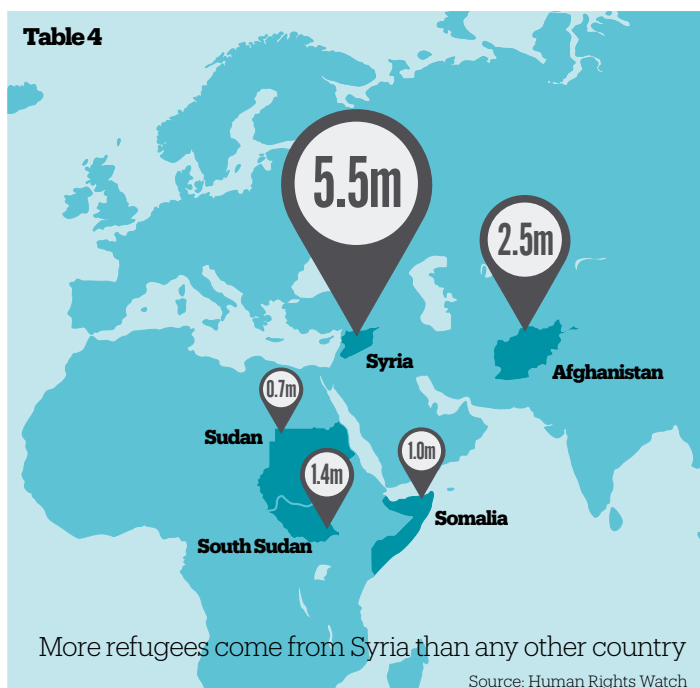 Table 4
5.5m
2.5m
Syria
Afghanistan
0.7m
Sudan
1.0m
1.4m
Somalia
South Sudan
More refugees come from Syria than any other country
Source: Human Rights Watch